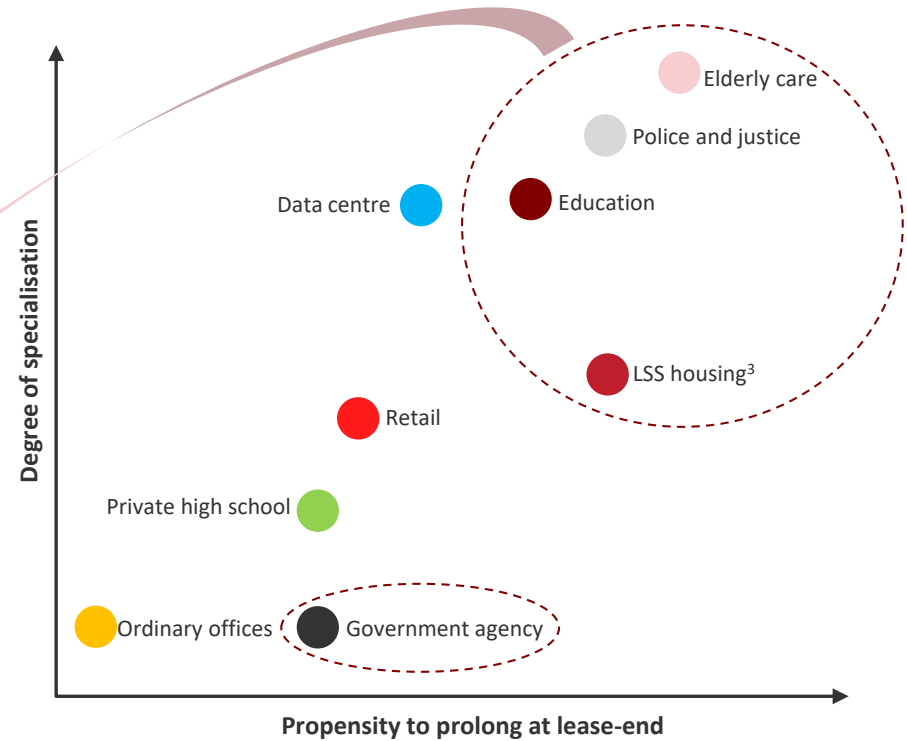 Elderly care
Police and justice
Data centre
Education
LSS housing³
Retail
Private high school
Ordinary offices
Government agency
Degree of specialisation
Propensity to prolong at lease-end